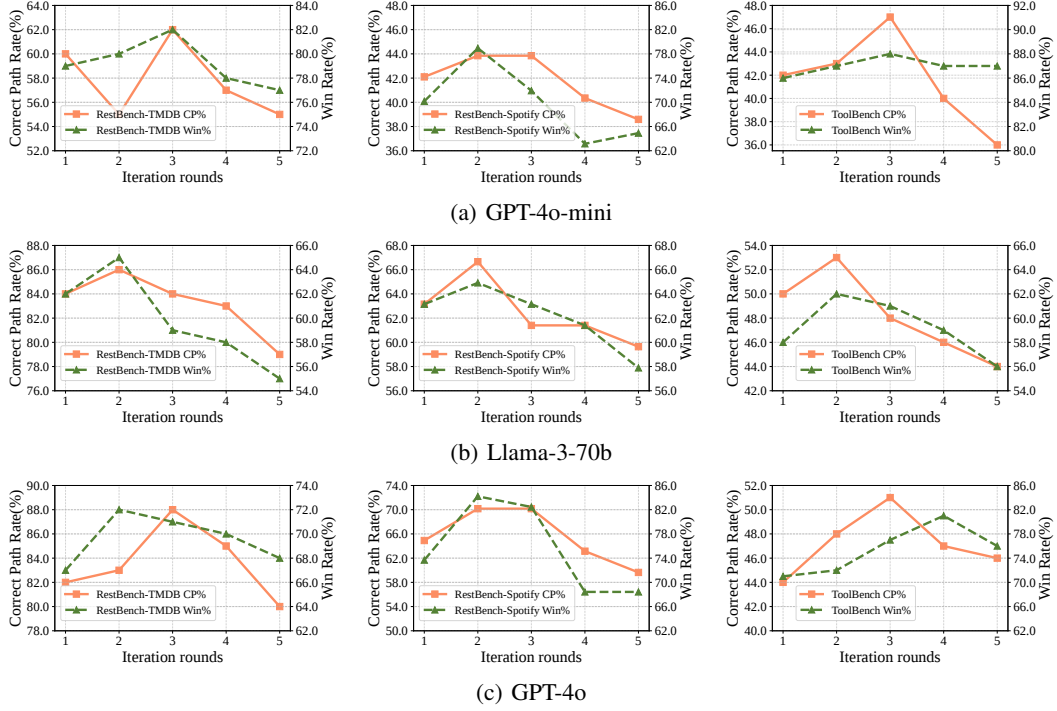 64.0
62.0
60.0
58.0
56.0
54.0
52.0
Correct Path Rate(%)
RestBench-TMDB CP%
RestBench-TMDB Win%
84.0
82.0
80.0
78.0
76.0
74.0
72.0
Win Rate(%)
1 2 3 4 5
Iteration rounds
48.0
46.0
44.0
42.0
40.0
38.0
36.0
Correct Path Rate(%)
RestBench-Spotify CP%
RestBench-Spotify Win%
86.0
82.0
78.0
74.0
70.0
66.0
62.0
Win Rate(%)
1 2 3 4 5
Iteration rounds
48.0
46.0
44.0
42.0
40.0
38.0
36.0
Correct Path Rate(%)
ToolBench CP%
ToolBench Win%
92.0
90.0
88.0
86.0
84.0
82.0
80.0
Win Rate(%)
1 2 3 4 5
Iteration rounds
(a) GPT-4o-mini
88.0
86.0
84.0
82.0
80.0
78.0
76.0
Correct Path Rate(%)
RestBench-TMDB CP%
RestBench-TMDB Win%
66.0
64.0
62.0
60.0
58.0
56.0
54.0
Win Rate(%)
1 2 3 4 5
Iteration rounds
68.0
66.0
64.0
62.0
60.0
58.0
56.0
Correct Path Rate(%)
RestBench-Spotify CP%
RestBench-Spotify Win%
68.0
66.0
64.0
62.0
60.0
58.0
56.0
Win Rate(%)
1 2 3 4 5
Iteration rounds
54.0
52.0
50.0
48.0
46.0
44.0
42.0
Correct Path Rate(%)
ToolBench CP%
ToolBench Win%
66.0
64.0
62.0
60.0
58.0
56.0
54.0
Win Rate(%)
1 2 3 4 5
Iteration rounds
(b) Llama-3-70b
90.0
88.0
86.0
84.0
82.0
80.0
78.0
Correct Path Rate(%)
RestBench-TMDB CP%
RestBench-TMDB Win%
74.0
72.0
70.0
68.0
66.0
64.0
62.0
Win Rate(%)
1 2 3 4 5
Iteration rounds
74.0
70.0
66.0
62.0
58.0
54.0
50.0
Correct Path Rate(%)
RestBench-Spotify CP%
RestBench-Spotify Win%
86.0
82.0
78.0
74.0
70.0
66.0
62.0
Win Rate(%)
1 2 3 4 5
Iteration rounds
52.0
50.0
48.0
46.0
44.0
42.0
40.0
Correct Path Rate(%)
ToolBench CP%
ToolBench Win%
86.0
82.0
78.0
74.0
70.0
66.0
62.0
Win Rate(%)
1 2 3 4 5
Iteration rounds
(c) GPT-4o